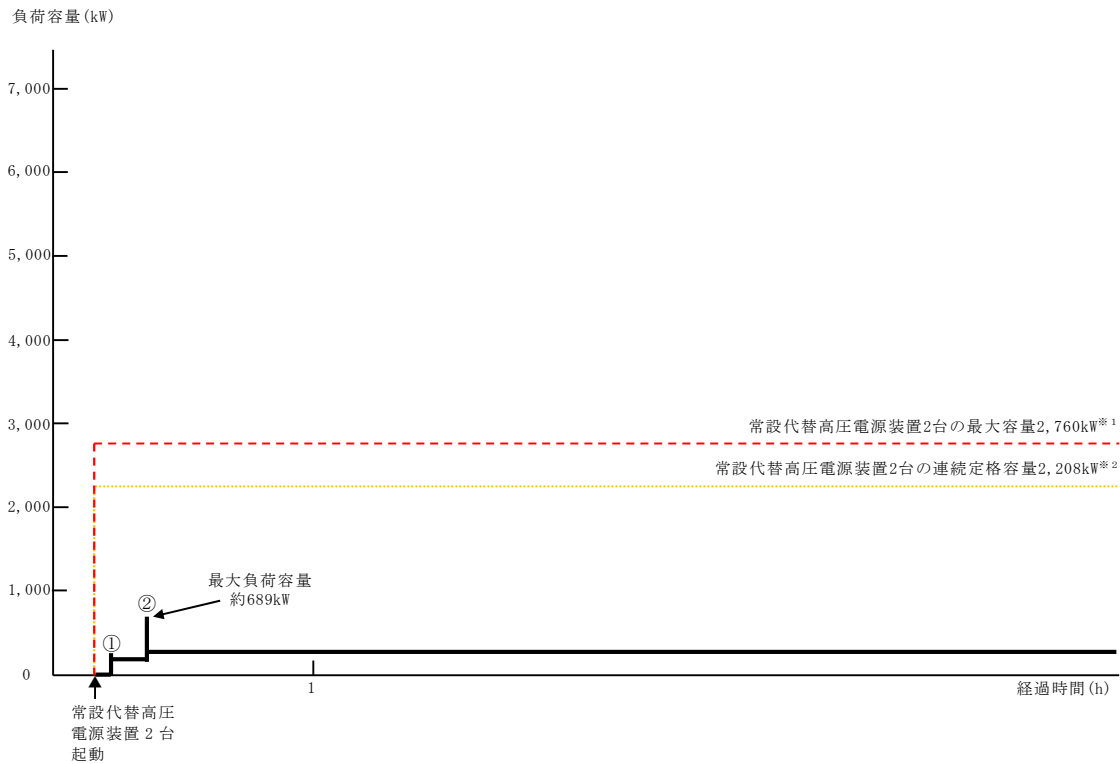 負荷容量(kW)
7,000
6,000
5,000
4,000
3,000
常設代替高圧電源装置2台の最大容量2,760kW※1
常設代替高圧電源装置2台の連続定格容量2,208kW※2
2,000
1,000
最大負荷容量
約689kW
②
①
0
1
経過時間(h)
常設代替高圧
電源装置2台
起動